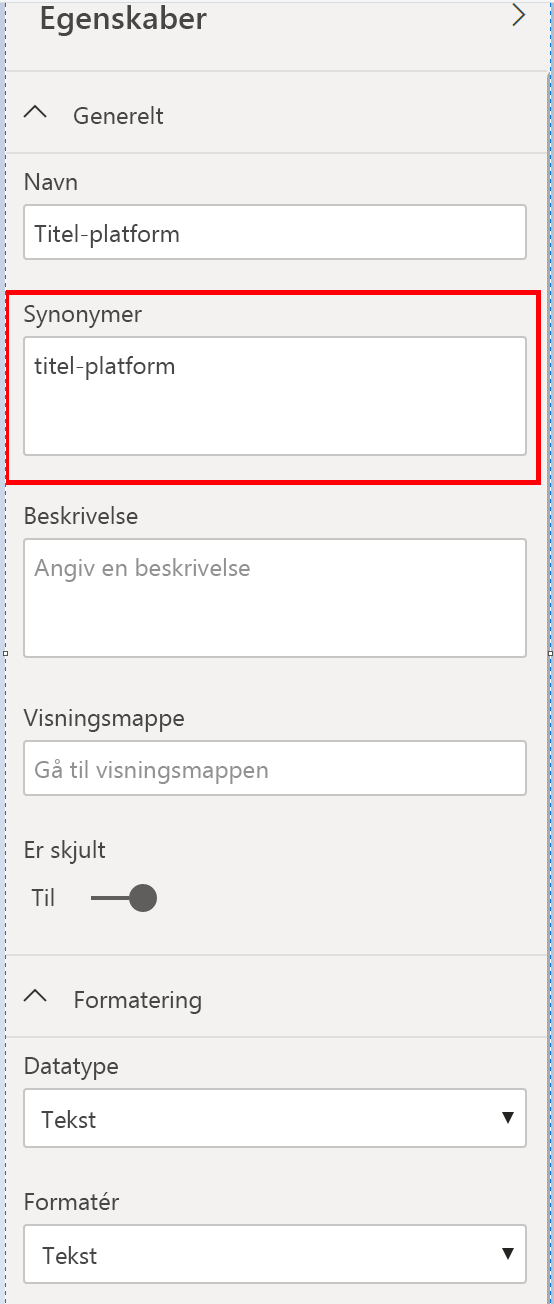 Egenskaber
Generelt
Navn
Titel-platform
Synonymer
titel-platform
Beskrivelse
Angiv en beskrivelse
Visningsmappe
Gå til visningsmappen
Er skjult
Til
Formatering
Datatype
Tekst
Formatér
Tekst